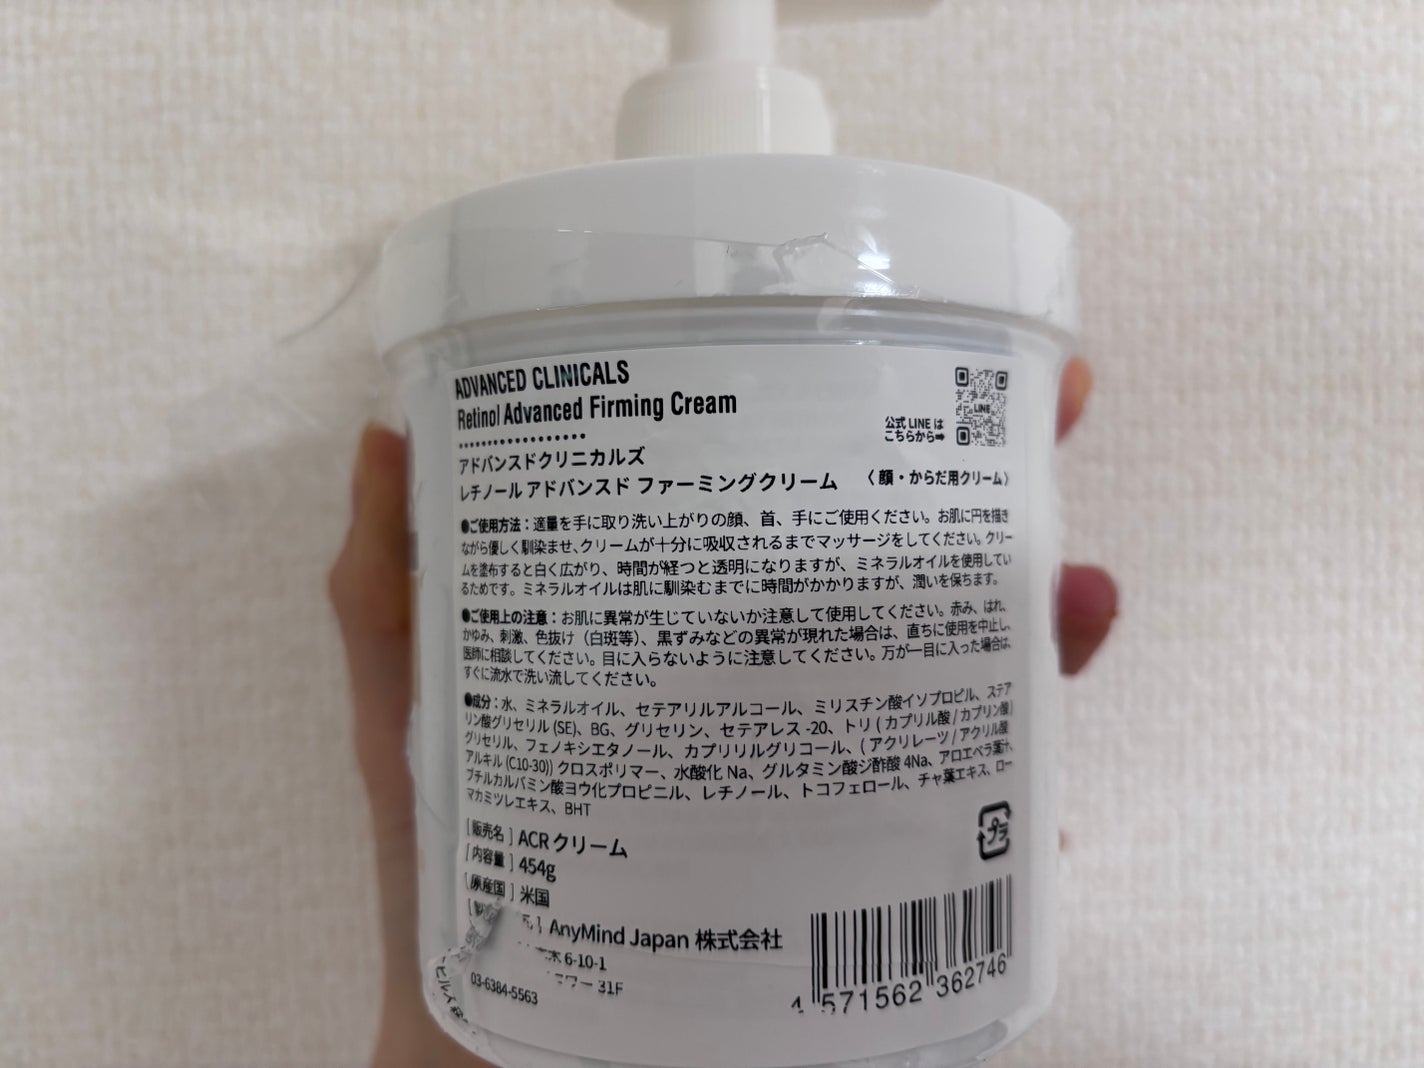 ADVANCED CLINICALS
Retinol Advanced Firming Cream
LINE
公式 LINE は
こちらから➡
アドバンスドクリニカルズ
レチノール アドバンスド ファーミングクリーム 〈 顔・からだ用クリーム〉
●ご使用方法：適量を手に取り洗い上がりの顔、首、手にご使用ください。お肌に円を描き
ながら優しく馴染ませ、クリームが十分に吸収されるまでマッサージをしてください。クリー
ムを塗布すると白く広がり、時間が経つと透明になりますが、ミネラルオイルを使用してい
るためです。ミネラルオイルは肌に馴染むまでに時間がかかりますが、潤いを保ちます。
●ご使用上の注意：お肌に異常が生じていないか注意して使用してください。赤み、はれ、
かゆみ、刺激、色抜け（白斑等）、黒ずみなどの異常が現れた場合は、直ちに使用を中止し、
医師に相談してください。目に入らないように注意してください。万が一目に入った場合は、
すぐに流水で洗い流してください。
●成分：水、ミネラルオイル、セテアリルアルコール、ミリスチン酸イソプロピル、ステア
リン酸グリセリル (SE)、BG、グリセリン、セテアレス -20、トリ ( カプリル酸 / カプリン酸)
グリセリル、フェノキシエタノール、カプリリルグリコール、( アクリレーツ / アクリル酸
アルキル (C10-30)) クロスポリマー、水酸化 Na、グルタミン酸ジ酢酸 4Na、アロエベラ葉汁、
ブチルカルバミン酸ヨウ化プロピニル、レチノール、トコフェロール、チャ葉エキス、ロー
マカミツレエキス、BHT
[ 販売名 ] ACR クリーム
[ 内容量 ] 454g
[ 原産国 ] 米国
AnyMind Japan 株式会社
木 6-10-1
タワー 31F
03-6384-5563
プラ
4 571562 362746